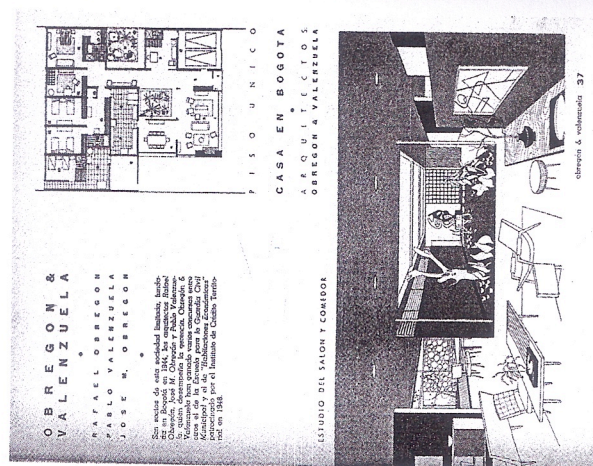 OBREGON &
VALENZUELA
RAFAEL OBREGON
PABLO VALENZUELA
JOSE M. OBREGON
Son socios de esta sociedad limitada, funda-
da en Bogotá en 1944, los arquitectos Rafael
Obregón, José M. Obregón y Pablo Valenzue-
la, quien desempeña la gerencia. Obregón &
Valenzuela han ganado varios concursos entre
otros el de la Escuela para la Guardia Civil
Municipal y el de "Habitaciones Económicas"
patrocinado por el Instituto de Crédito Territo-
rial en 1948.
PISO UNICO
CASA EN BOGOTA
ARQUITECTOS:
OBREGON & VALENZUELA
ESTUDIO DEL SALON Y COMEDOR
obregón & valenzuela 37